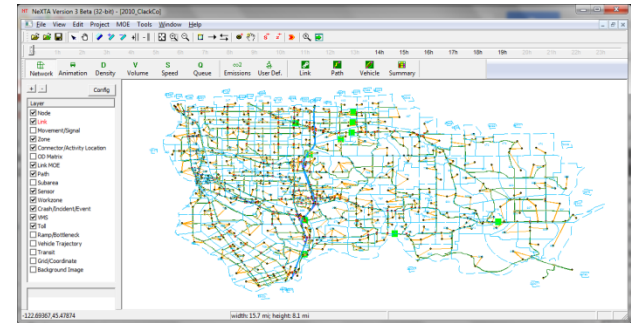 NeXTA Version 3 Beta (32-bit) - [2010_ClackCo]
File View Edit Project MOE Tools Window Help
14h 15h 16h 17h 18h 19h
Network Animation Density Volume Speed Queue Emissions User Def. Link Path Vehicle Summary
+ - Config
Layer
Node
Link
Movement/Signal
Zone
Connector/Activity Location
OD Matrix
Link MOE
Path
Subarea
Sensor
Workzone
Crash/Incident/Event
VMS
Toll
Ramp/Bottleneck
Vehicle Trajectory
Transit
Grid/Coordinate
Background Image
-122.69367,45.47874 width: 15.7 mi; height: 8.1 mi